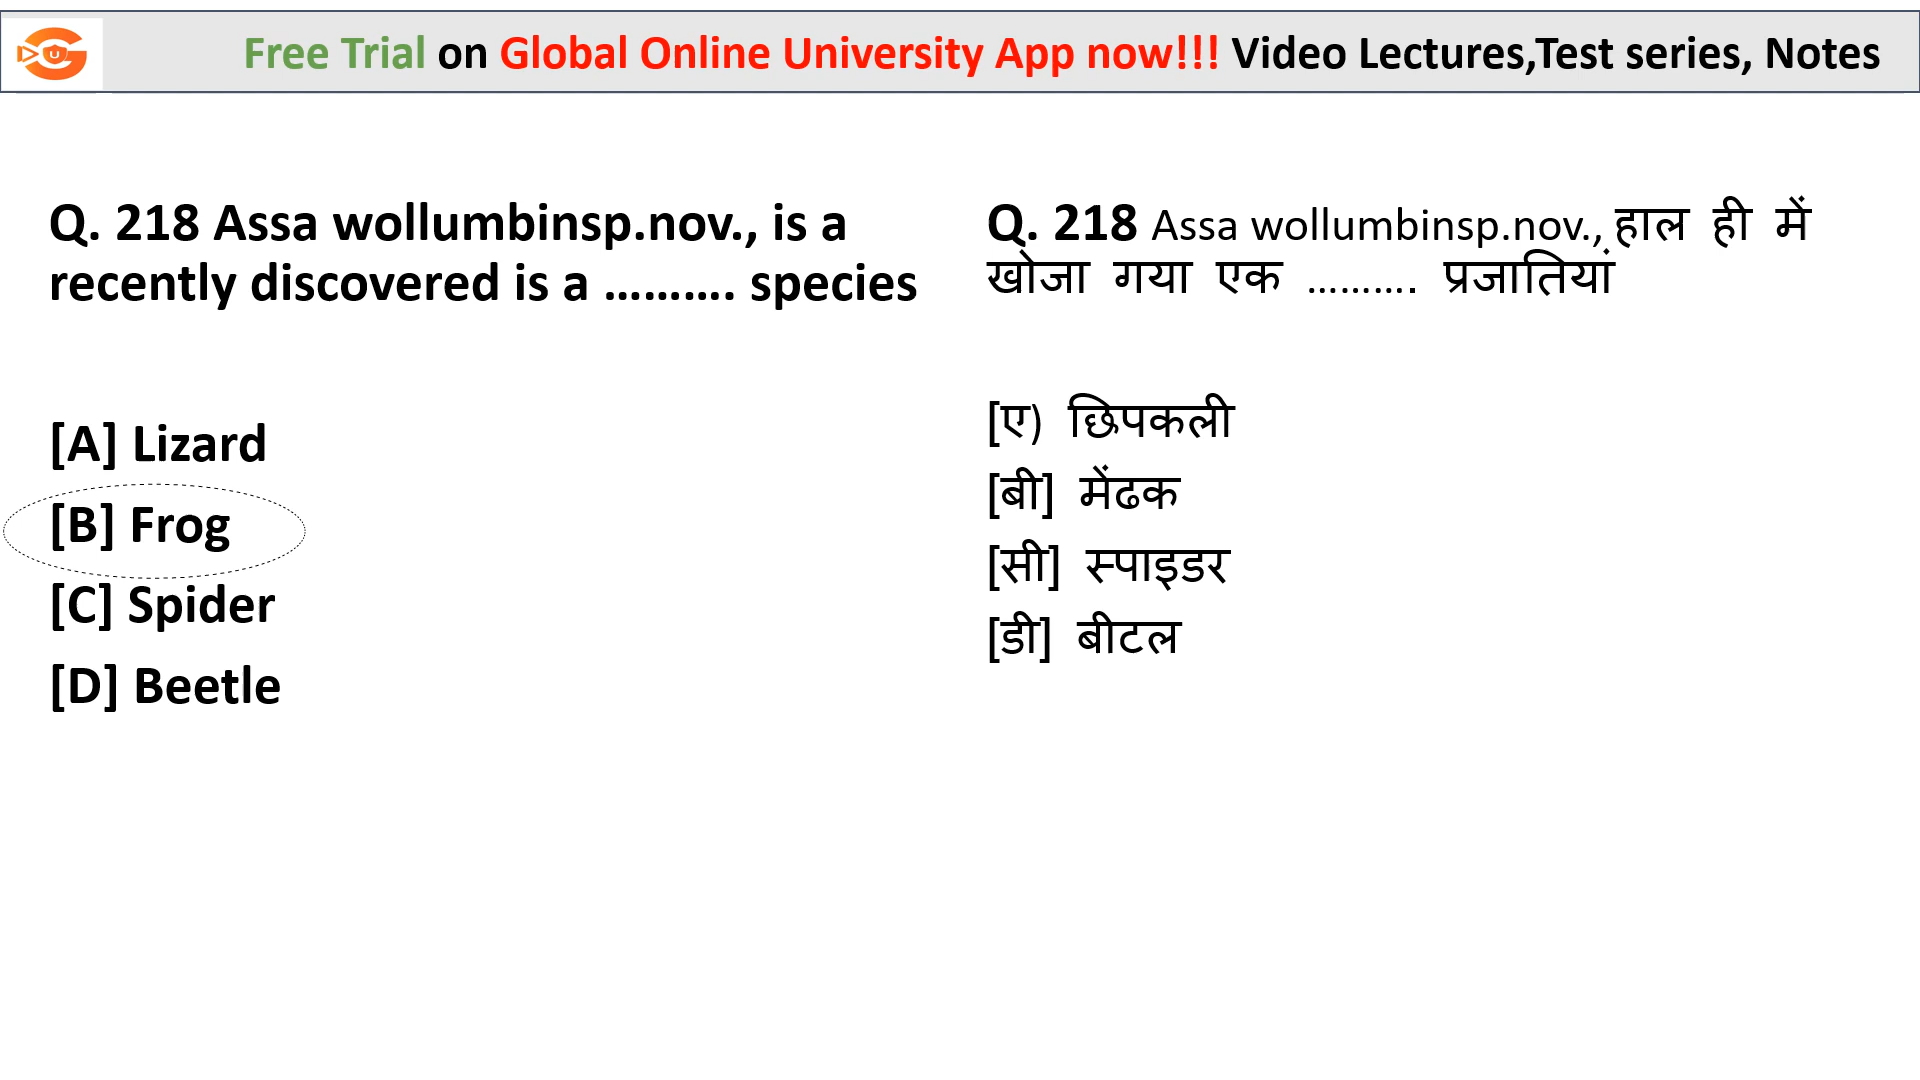 Free Trial on Global Online University App now!!! Video Lectures,Test series, Notes
Q. 218 Assa wollumbinsp.nov., is a
recently discovered is a .......... species
[A] Lizard
[B] Frog
[C] Spider
[D] Beetle
Q. 218 Assa wollumbinsp.nov., हाल ही में
खोजा गया एक .......... प्रजातियां
[ए) छिपकली
[बी] मेंढक
[सी] स्पाइडर
[डी] बीटल